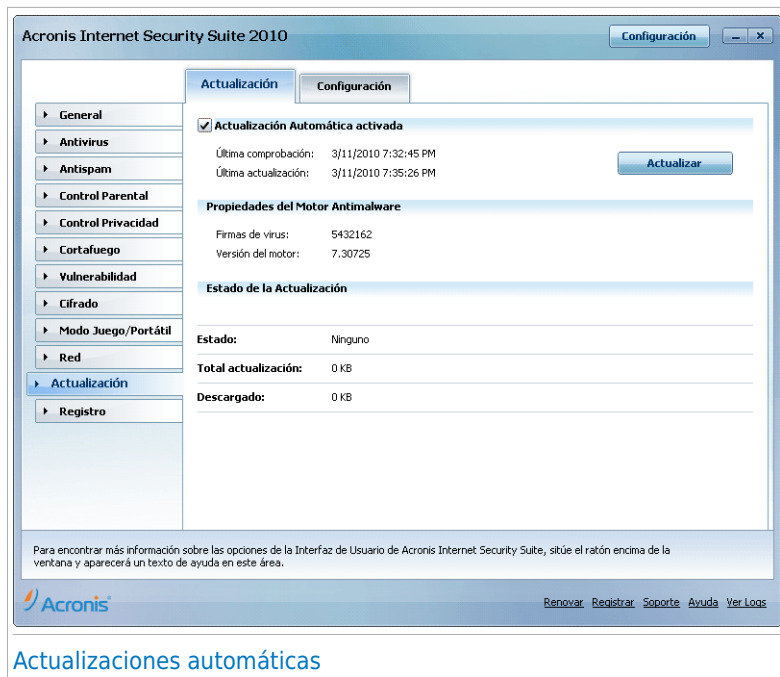 Acronis Internet Security Suite 2010
Configuración
Actualización
Configuración
General
Antivirus
Antispam
Control Parental
Control Privacidad
Cortafuego
Vulnerabilidad
Cifrado
Modo Juego/Portátil
Red
Actualización
Registro
Actualización Automática activada
Última comprobación: 3/11/2010 7:32:45 PM
Última actualización: 3/11/2010 7:35:26 PM
Actualizar
Propiedades del Motor Antimalware
Firmas de virus: 5432162
Versión del motor: 7.30725
Estado de la Actualización
Estado: Ninguno
Total actualización: 0 KB
Descargado: 0 KB
Para encontrar más información sobre las opciones de la Interfaz de Usuario de Acronis Internet Security Suite, sitúe el ratón encima de la
ventana y aparecerá un texto de ayuda en este área.
Acronis
Renovar Registrar Soporte Ayuda Ver Logs
Actualizaciones automáticas